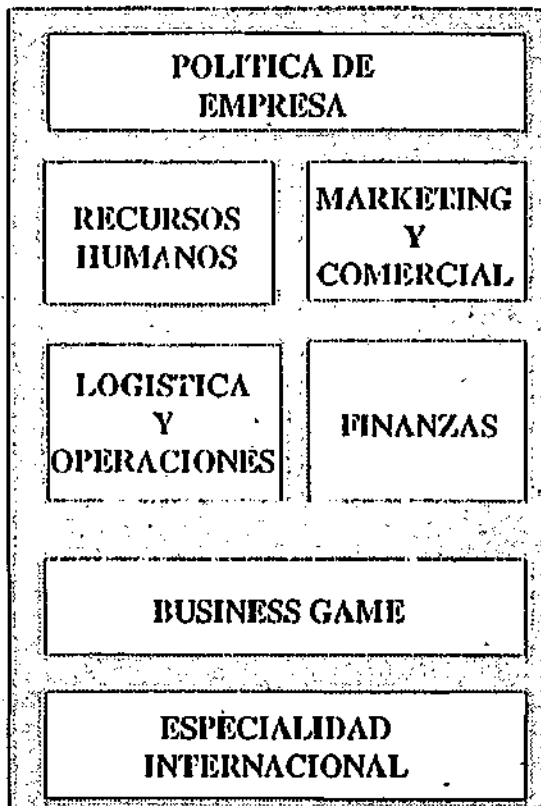 POLITICA DE
EMPRESA
RECURSOS
HUMANOS
MARKETING
Y
COMERCIAL
LOGISTICA
Y
OPERACIONES
FINANZAS
BUSINESS GAME
ESPECIALIDAD
INTERNACIONAL